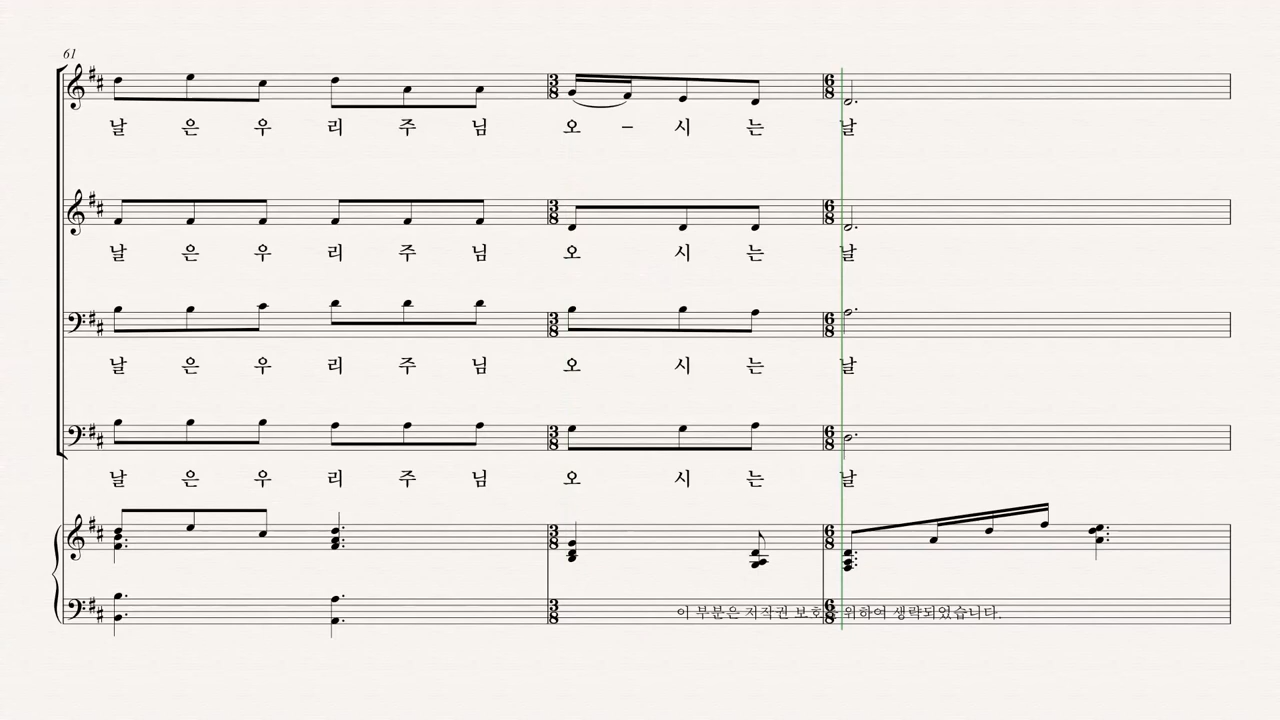 61
날 은 우 리 주 님 오 – 시 는 날
날 은 우 리 주 님 오 시 는 날
날 은 우 리 주 님 오 시 는 날
날 은 우 리 주 님 오 시 는 날
이 부분은 저작권 보호를 위하여 생략되었습니다.